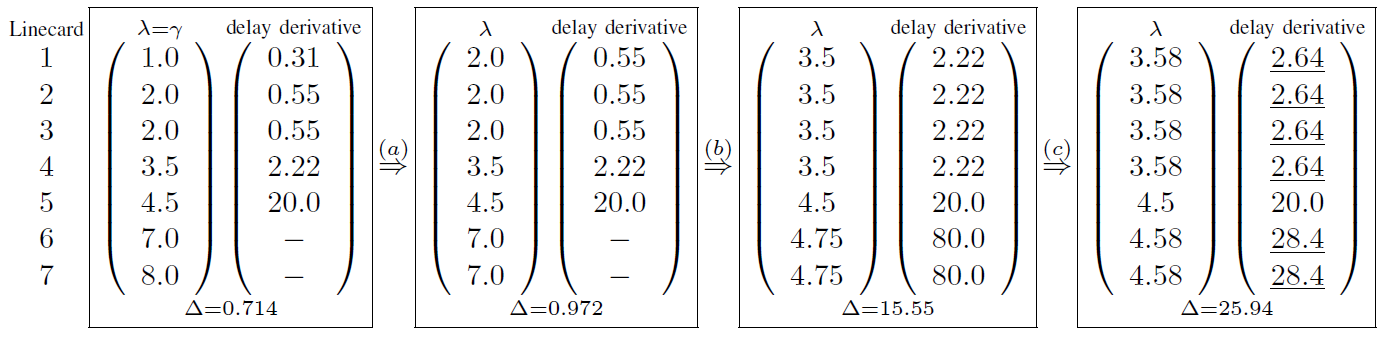 Linecard λ=γ delay derivative λ delay derivative λ delay derivative λ delay derivative
1 1.0 0.31 2.0 0.55 3.5 2.22 3.58 2.64
2 2.0 0.55 2.0 0.55 3.5 2.22 3.58 2.64
3 2.0 0.55 2.0 0.55 3.5 2.22 3.58 2.64
4 3.5 2.22 (a) ⇒ 3.5 2.22 (b) ⇒ 3.5 2.22 (c) ⇒ 3.58 2.64
5 4.5 20.0 4.5 20.0 4.5 20.0 4.5 20.0
6 7.0 − 7.0 − 4.75 80.0 4.58 28.4
7 8.0 − 7.0 − 4.75 80.0 4.58 28.4
Δ=0.714 Δ=0.972 Δ=15.55 Δ=25.94